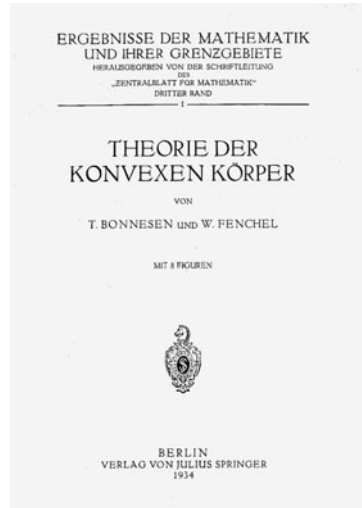 ERGEBNISSE DER MATHEMATIK
UND IHRER GRENZGEBIETE
HERAUSGEGEBEN VON DER SCHRIFTLEITUNG
DES
„ZENTRALBLATT FÜR MATHEMATIK“
DRITTER BAND
1
THEORIE DER
KONVEXEN KÖRPER
VON
T. BONNESEN UND W. FENCHEL
MIT 8 FIGUREN
BERLIN
VERLAG VON JULIUS SPRINGER
1934